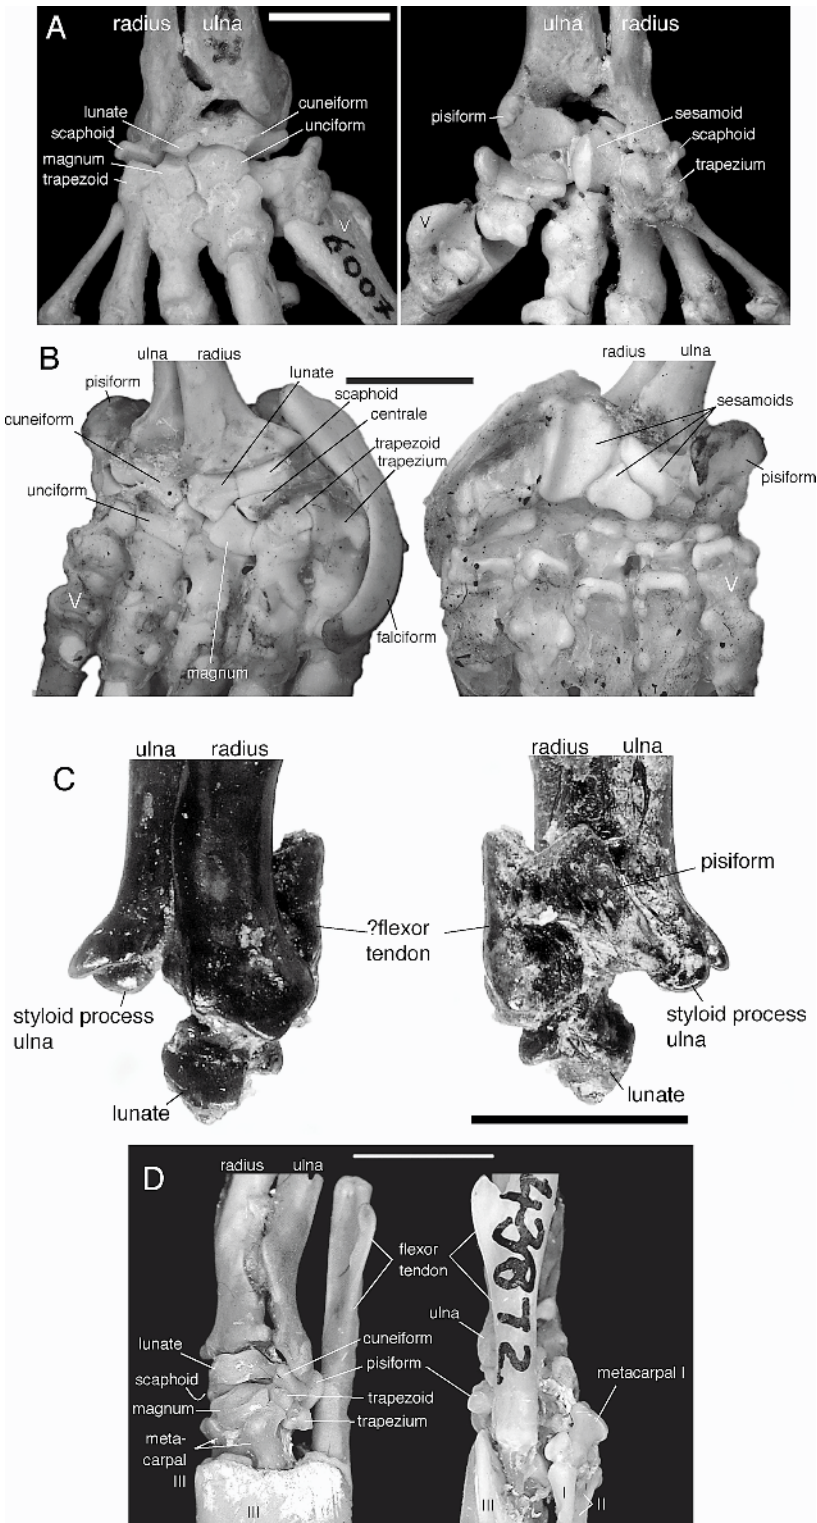 A
radius
ulna
lunate
scaphoid
magnum
trapezoid
cuneiform
unciform
V
6007
ulna
radius
pisiform
sesamoid
scaphoid
trapezium
V
B
ulna
radius
pisiform
lunate
cuneiform
scaphoid
centrale
trapezoid
trapezium
unciform
V
falciform
magnum
radius
ulna
sesamoids
pisiform
V
C
ulna
radius
?flexor
tendon
styloid process
ulna
lunate
radius
ulna
pisiform
styloid process
ulna
lunate
D
radius
ulna
flexor
tendon
lunate
cuneiform
scaphoid
pisiform
magnum
trapezoid
trapezium
meta-
carpal
III
III
43872
ulna
metacarpal I
III
I
II